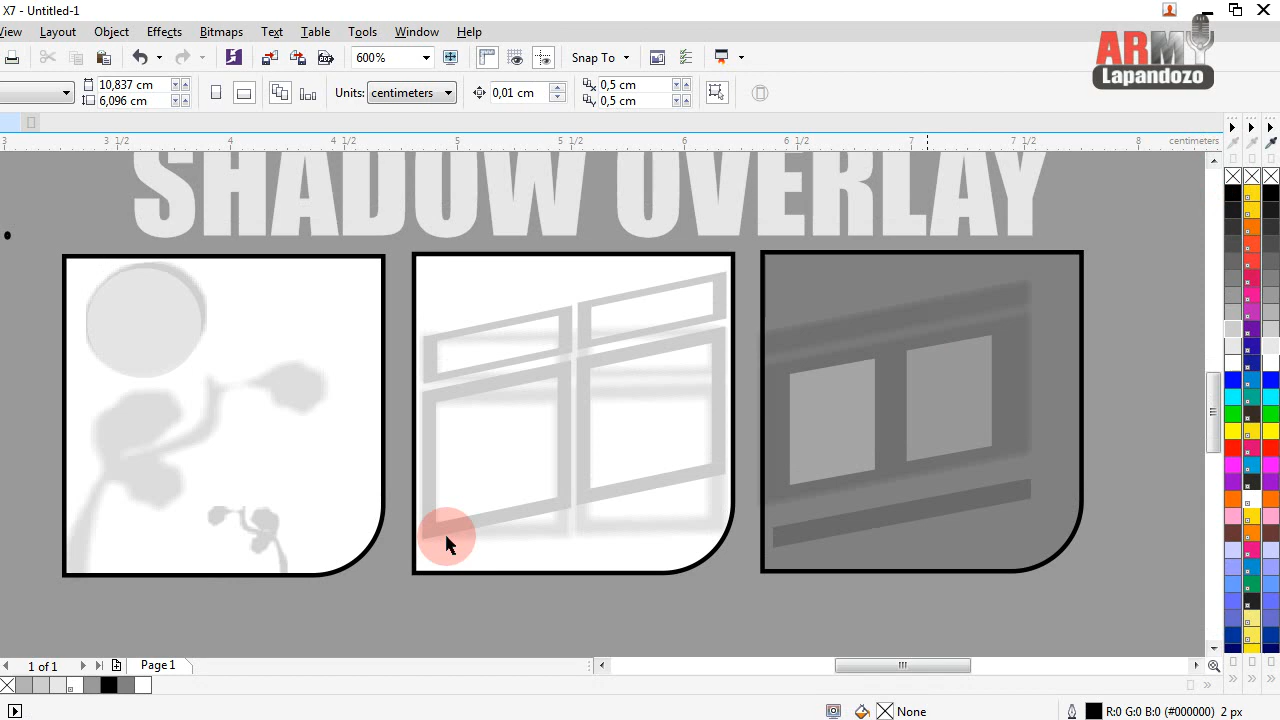 X7 - Untitled-1
View Layout Object Effects Bitmaps Text Table Tools Window Help
600% Snap To
10,837 cm
6,096 cm
Units: centimeters 0,01 cm
0,5 cm
0,5 cm
ARMY
Lapandozo
3 3 1/2 4 4 1/2 5 5 1/2 6 6 1/2 7 7 1/2 8 centimeters
SHADOW OVERLAY
1 of 1 Page 1
None R:0 G:0 B:0 (#000000) 2 px